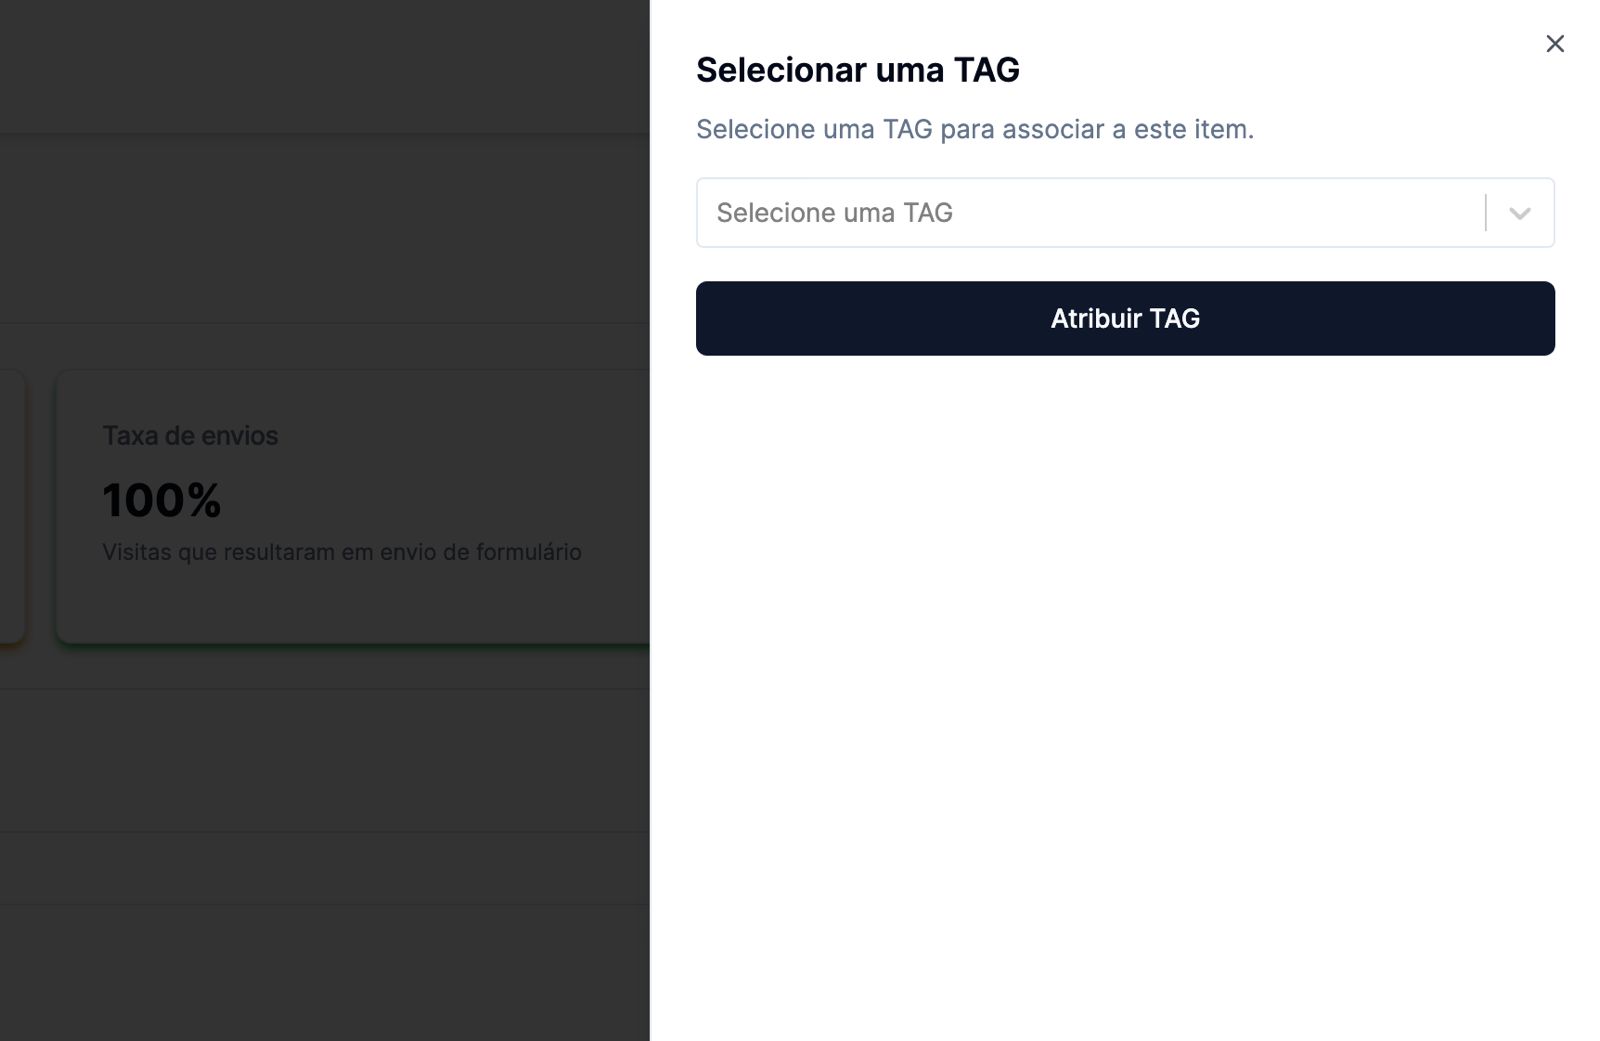 Selecionar uma TAG
Selecione uma TAG para associar a este item.
Selecione uma TAG
Atribuir TAG
Taxa de envios
100%
Visitas que resultaram em envio de formulário